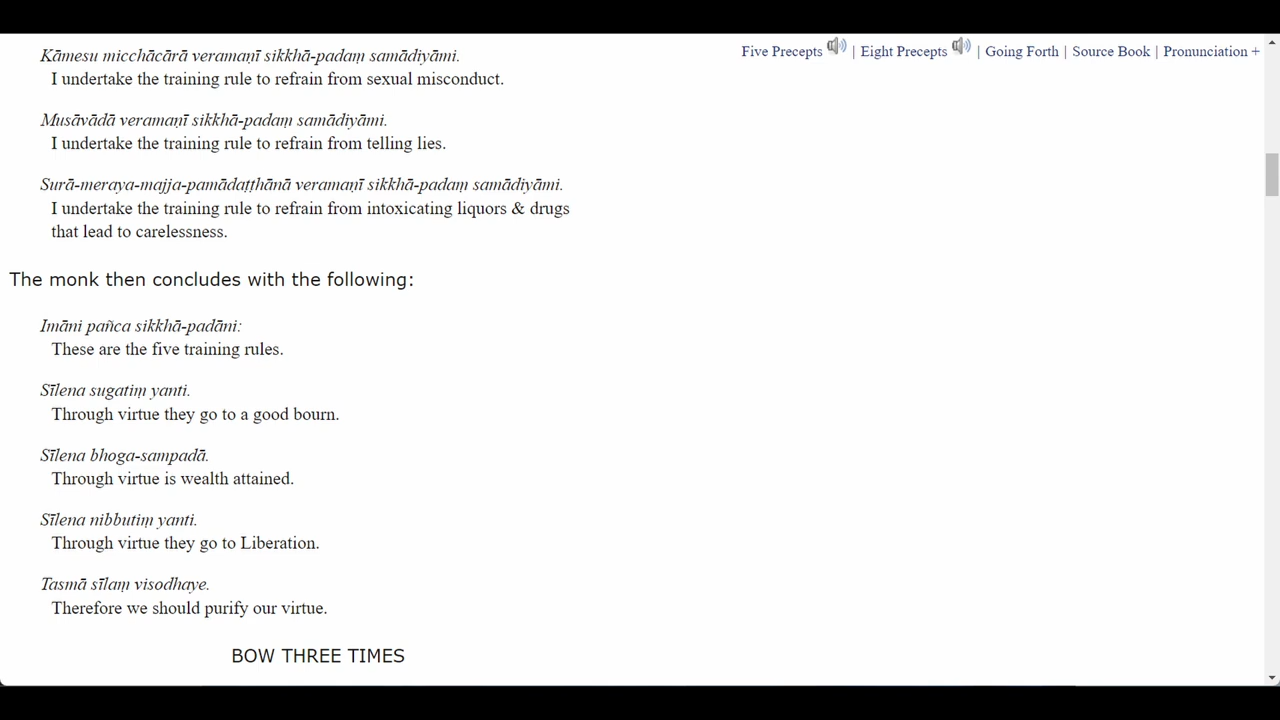 Five Precepts | Eight Precepts | Going Forth | Source Book | Pronunciation +
Kāmesu micchācārā veramaṇī sikkhā-padaṃ samādiyāmi.
I undertake the training rule to refrain from sexual misconduct.
Musāvādā veramaṇī sikkhā-padaṃ samādiyāmi.
I undertake the training rule to refrain from telling lies.
Surā-meraya-majja-pamādaṭṭhānā veramaṇī sikkhā-padaṃ samādiyāmi.
I undertake the training rule to refrain from intoxicating liquors & drugs
that lead to carelessness.
The monk then concludes with the following:
Imāni pañca sikkhā-padāni:
These are the five training rules.
Sīlena sugatiṃ yanti.
Through virtue they go to a good bourn.
Sīlena bhoga-sampadā.
Through virtue is wealth attained.
Sīlena nibbutiṃ yanti.
Through virtue they go to Liberation.
Tasmā sīlaṃ visodhaye.
Therefore we should purify our virtue.
BOW THREE TIMES